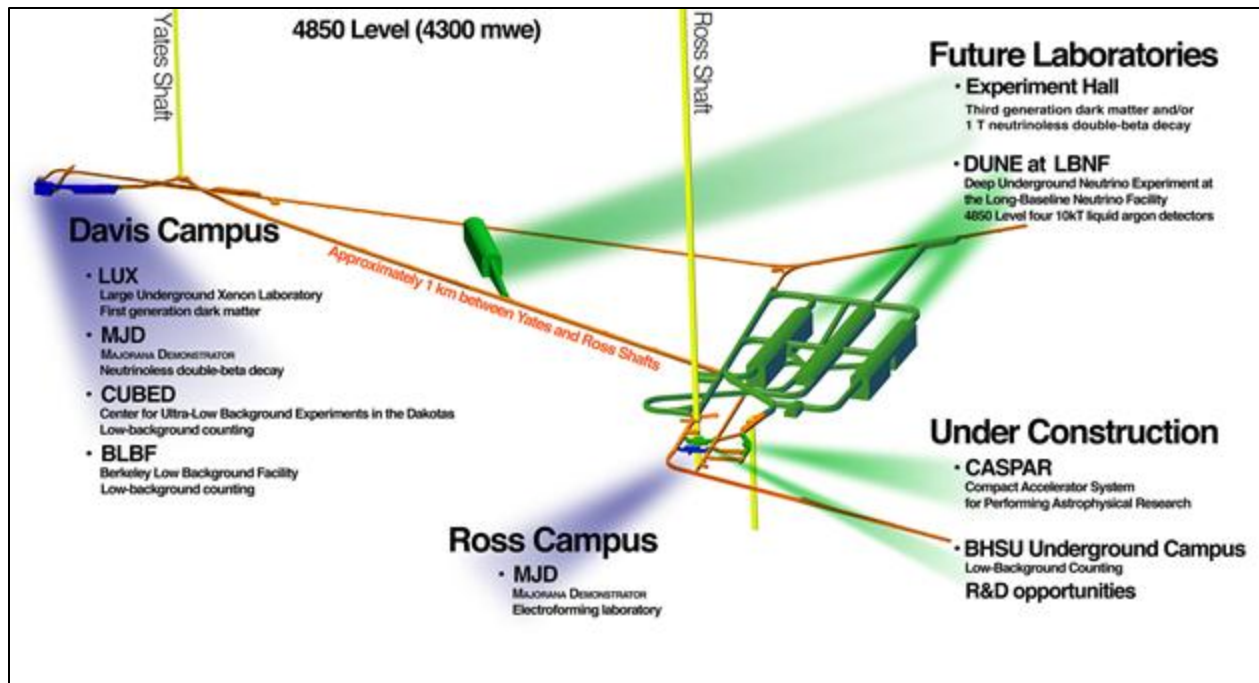 4850 Level (4300 mwe)
Yates Shaft
Ross Shaft
Future Laboratories
· Experiment Hall
Third generation dark matter and/or
1 T neutrinoless double-beta decay
· DUNE at LBNF
Deep Underground Neutrino Experiment at
the Long-Baseline Neutrino Facility
4850 Level four 10kT liquid argon detectors
Davis Campus
· LUX
Large Underground Xenon Laboratory
First generation dark matter
· MJD
MAJORANA DEMONSTRATOR
Neutrinoless double-beta decay
· CUBED
Center for Ultra-Low Background Experiments in the Dakotas
Low-background counting
· BLBF
Berkeley Low Background Facility
Low-background counting
Approximately 1 km between Yates and Ross Shafts
Ross Campus
· MJD
MAJORANA DEMONSTRATOR
Electroforming laboratory
Under Construction
· CASPAR
Compact Accelerator System
for Performing Astrophysical Research
· BHSU Underground Campus
Low-Background Counting
R&D opportunities